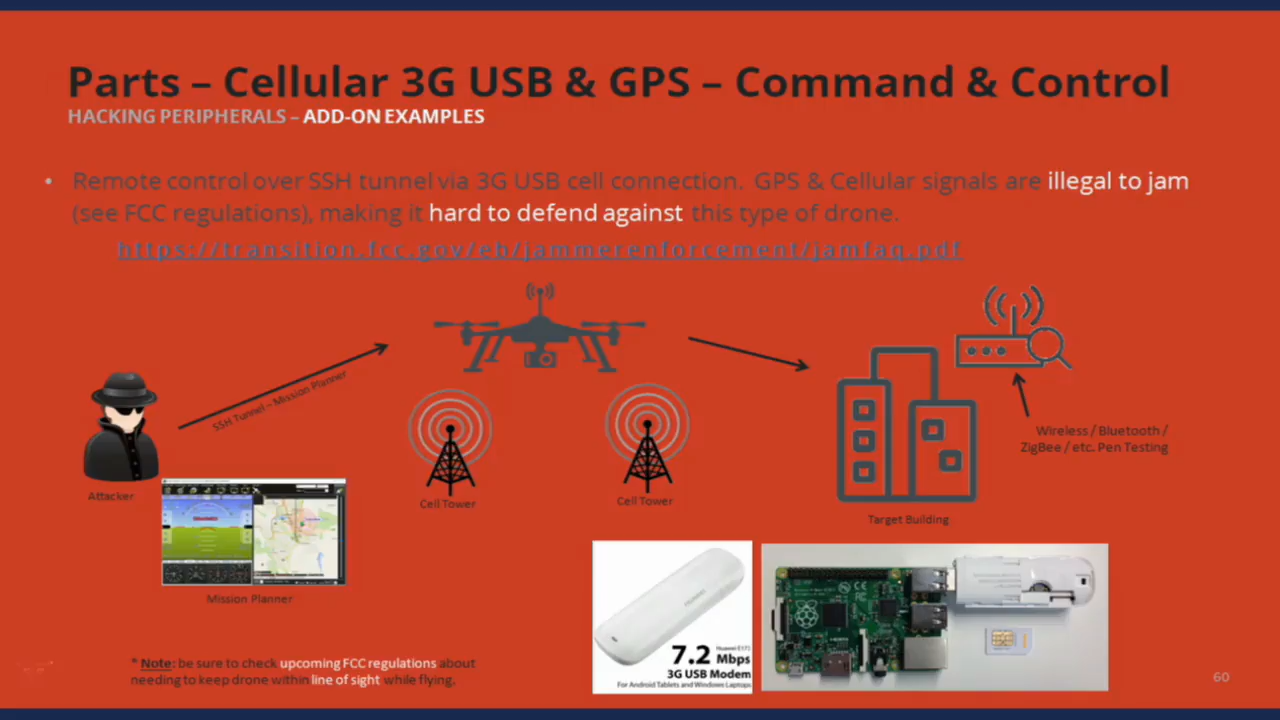 Parts – Cellular 3G USB & GPS – Command & Control
HACKING PERIPHERALS – ADD-ON EXAMPLES
• Remote control over SSH tunnel via 3G USB cell connection. GPS & Cellular signals are illegal to jam
(see FCC regulations), making it hard to defend against this type of drone.
https://transition.fcc.gov/eb/jammerenforcement/jamfaq.pdf
SSH Tunnel – Mission Planner
Wireless / Bluetooth /
ZigBee / etc. Pen Testing
Attacker
Cell Tower
Cell Tower
Target Building
Mission Planner
7.2 Mbps
3G USB Modem
For Android Tablets and Windows Laptops
* Note: be sure to check upcoming FCC regulations about
needing to keep drone within line of sight while flying.
60